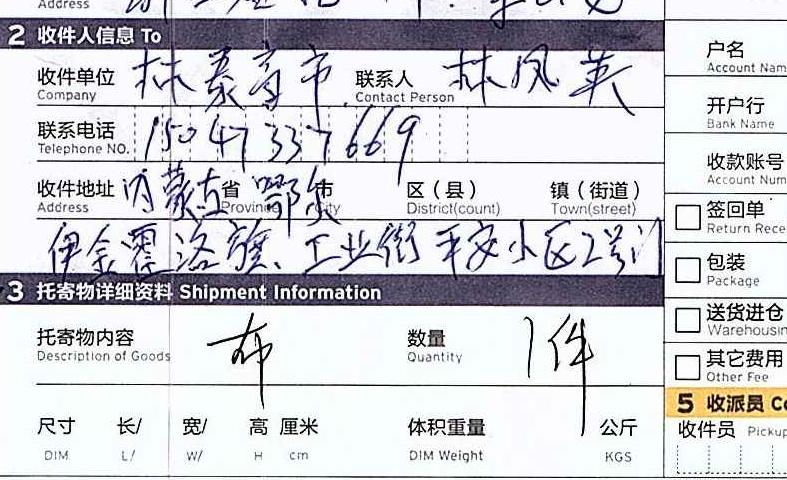 Address
2 收件人信息 To
收件单位 林泰高市 联系人 林凤英
Company Contact Person
联系电话 15047337669
Telephone NO.
收件地址 内蒙古 省 鄂尔 市 区（县） 镇（街道）
Address Province City District(count) Town(street)
伊金霍洛旗、工业街平安小区2号门
3 托寄物详细资料 Shipment Information
托寄物内容 布 数量 1件
Description of Goods Quantity
尺寸 长/ 宽/ 高 厘米 体积重量 公斤
DIM L/ W/ H cm DIM Weight KGS
户名
Account Nam
开户行
Bank Name
收款账号
Account Num
签回单
Return Rece
包装
Package
送货进仓
Warehousin
其它费用
Other Fee
5 收派员 Co
收件员 Pickup